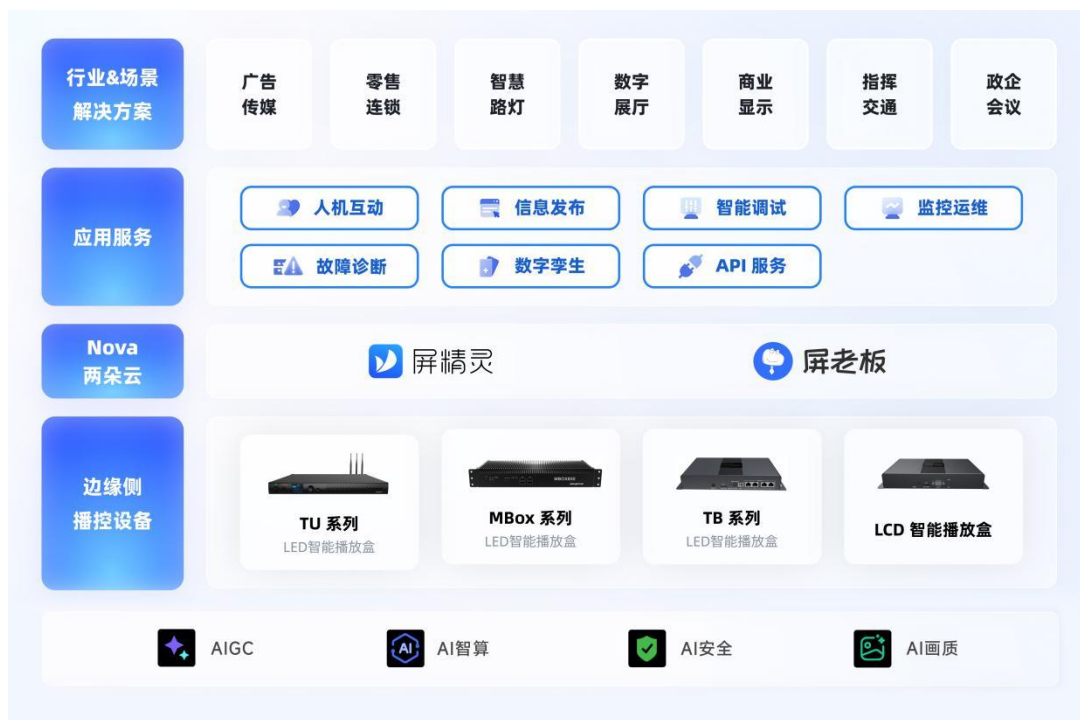 行业&场景
解决方案
广告
传媒
零售
连锁
智慧
路灯
数字
展厅
商业
显示
指挥
交通
政企
会议
应用服务
人机互动
信息发布
智能调试
监控运维
故障诊断
数字孪生
API 服务
Nova
两朵云
屏精灵
屏老板
边缘侧
播控设备
TU 系列
LED智能播放盒
MBox 系列
LED智能播放盒
TB 系列
LED智能播放盒
LCD 智能播放盒
AIGC
AI
AI智算
AI安全
AI画质